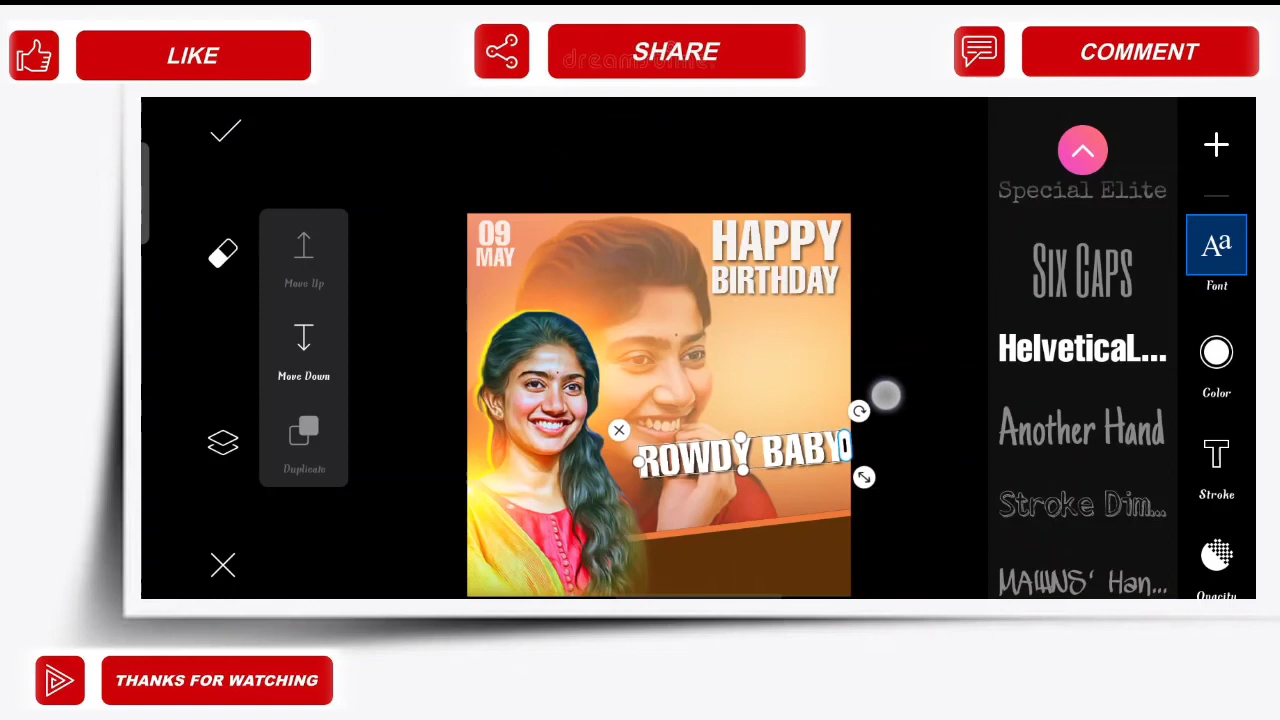 LIKE
SHARE
COMMENT
Special Elite
SIX CAPS
HelveticaL...
Another Hand
Stroke Dim...
Font
Color
Stroke
Opacity
Move Up
Move Down
Duplicate
09
MAY
HAPPY
BIRTHDAY
ROWDY BABY
THANKS FOR WATCHING